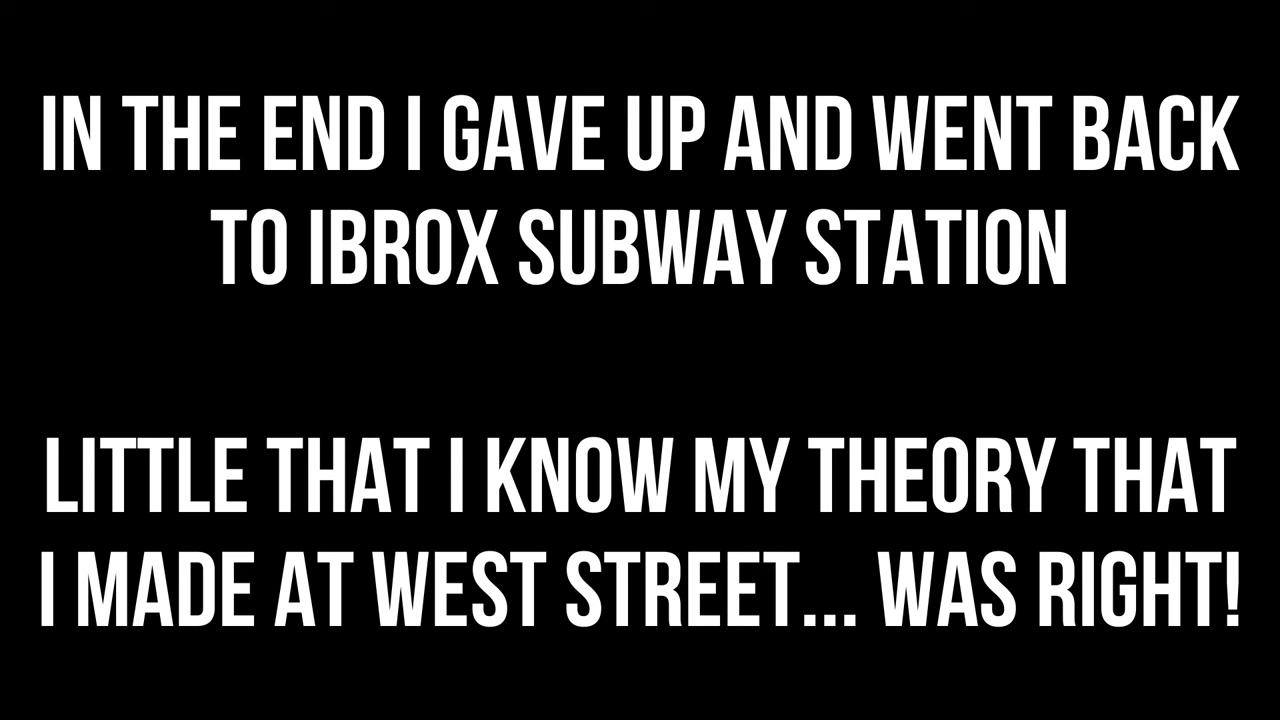 IN THE END I GAVE UP AND WENT BACK
TO IBROX SUBWAY STATION
LITTLE THAT I KNOW MY THEORY THAT
I MADE AT WEST STREET... WAS RIGHT!